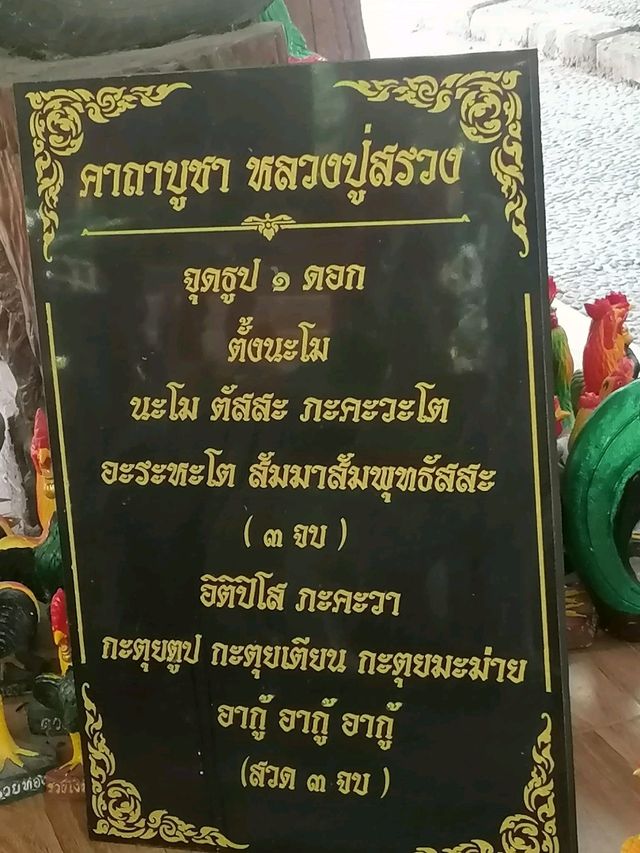 คาถาบูชา หลวงปู่สรวง
จุดธูป ๑ ดอก
ตั้งนะโม
นะโม ตัสสะ ภะคะวะโต
อะระหะโต สัมมาสัมพุทธัสสะ
( ๓ จบ )
อิติปิโส ภะคะวา
กะตุยตูป กะตุยเตียน กะตุยมะม่าย
อากู้ อากู้ อากู้
(สวด ๓ จบ )